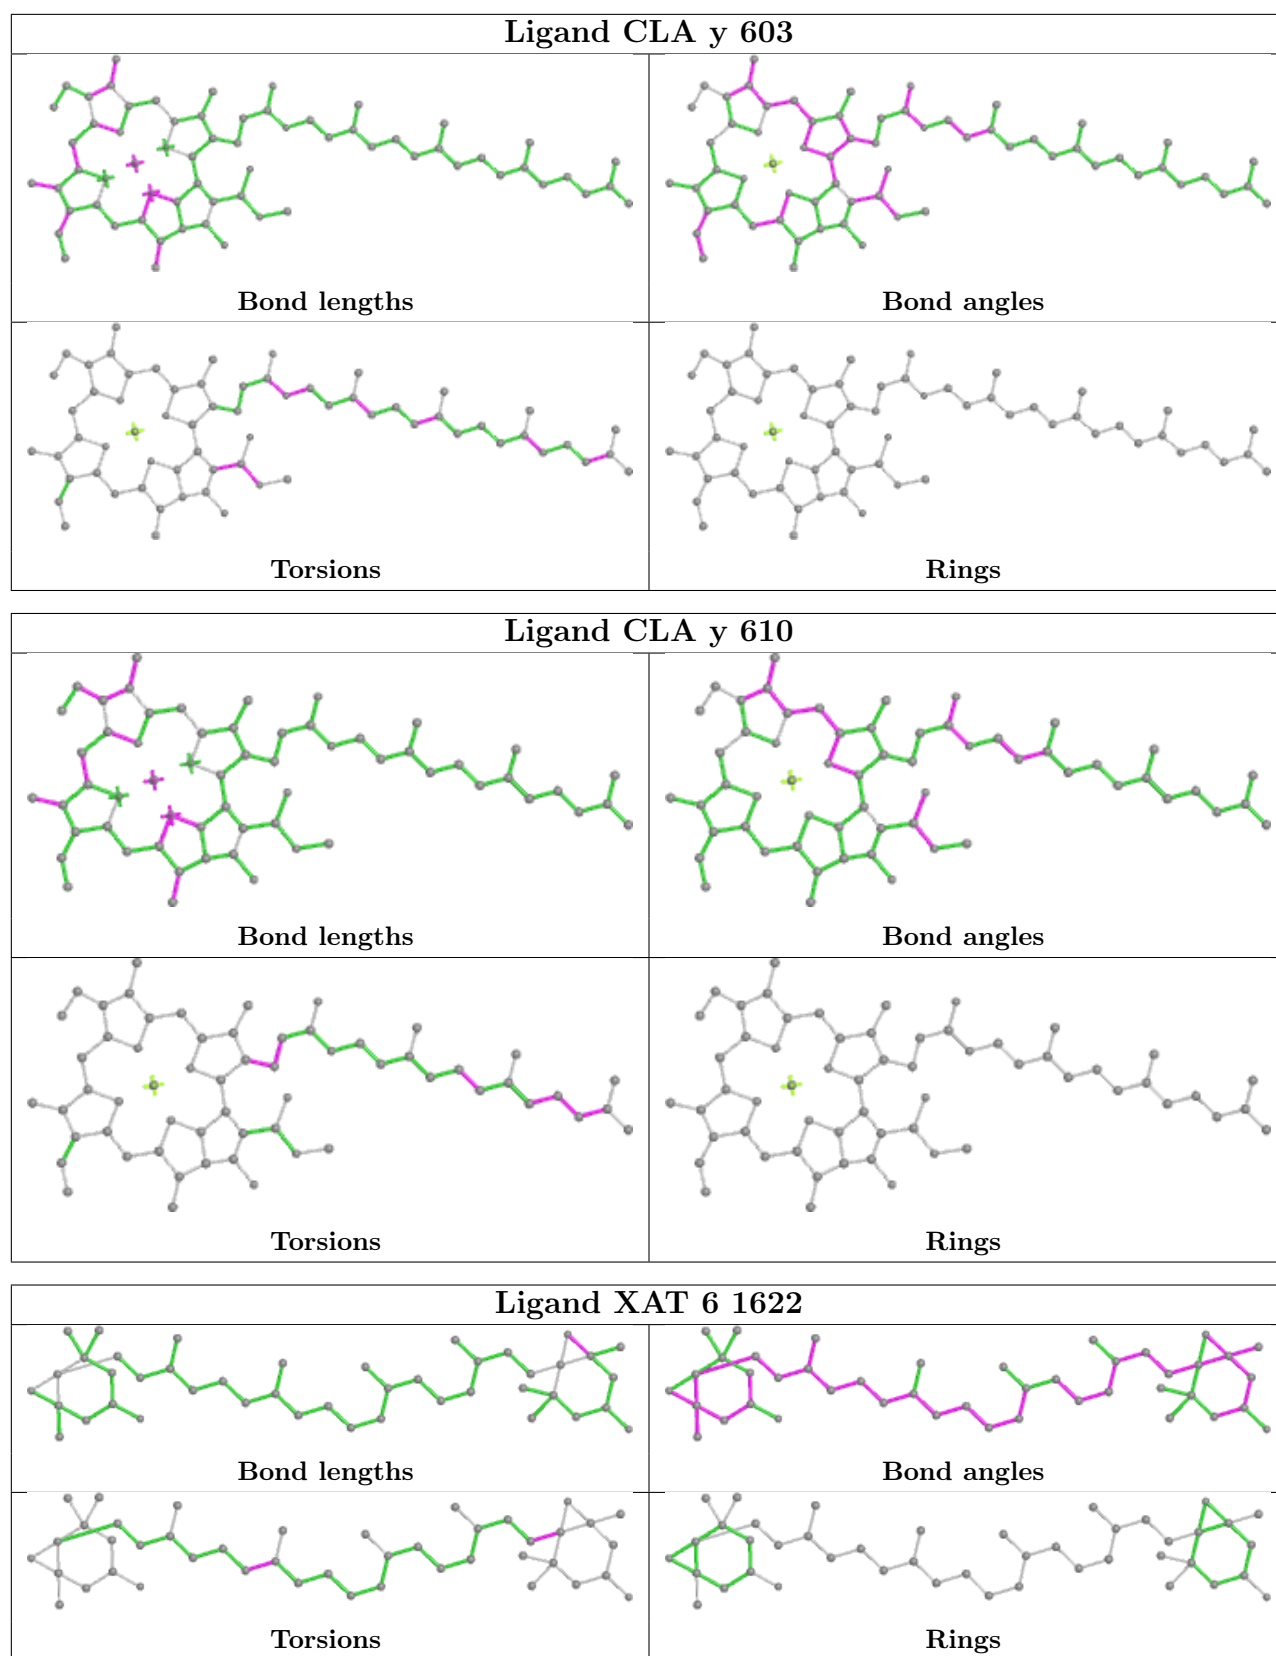 Ligand CLA y 603
Bond lengths
Bond angles
Torsions
Rings
Ligand CLA y 610
Bond lengths
Bond angles
Torsions
Rings
Ligand XAT 6 1622
Bond lengths
Bond angles
Torsions
Rings